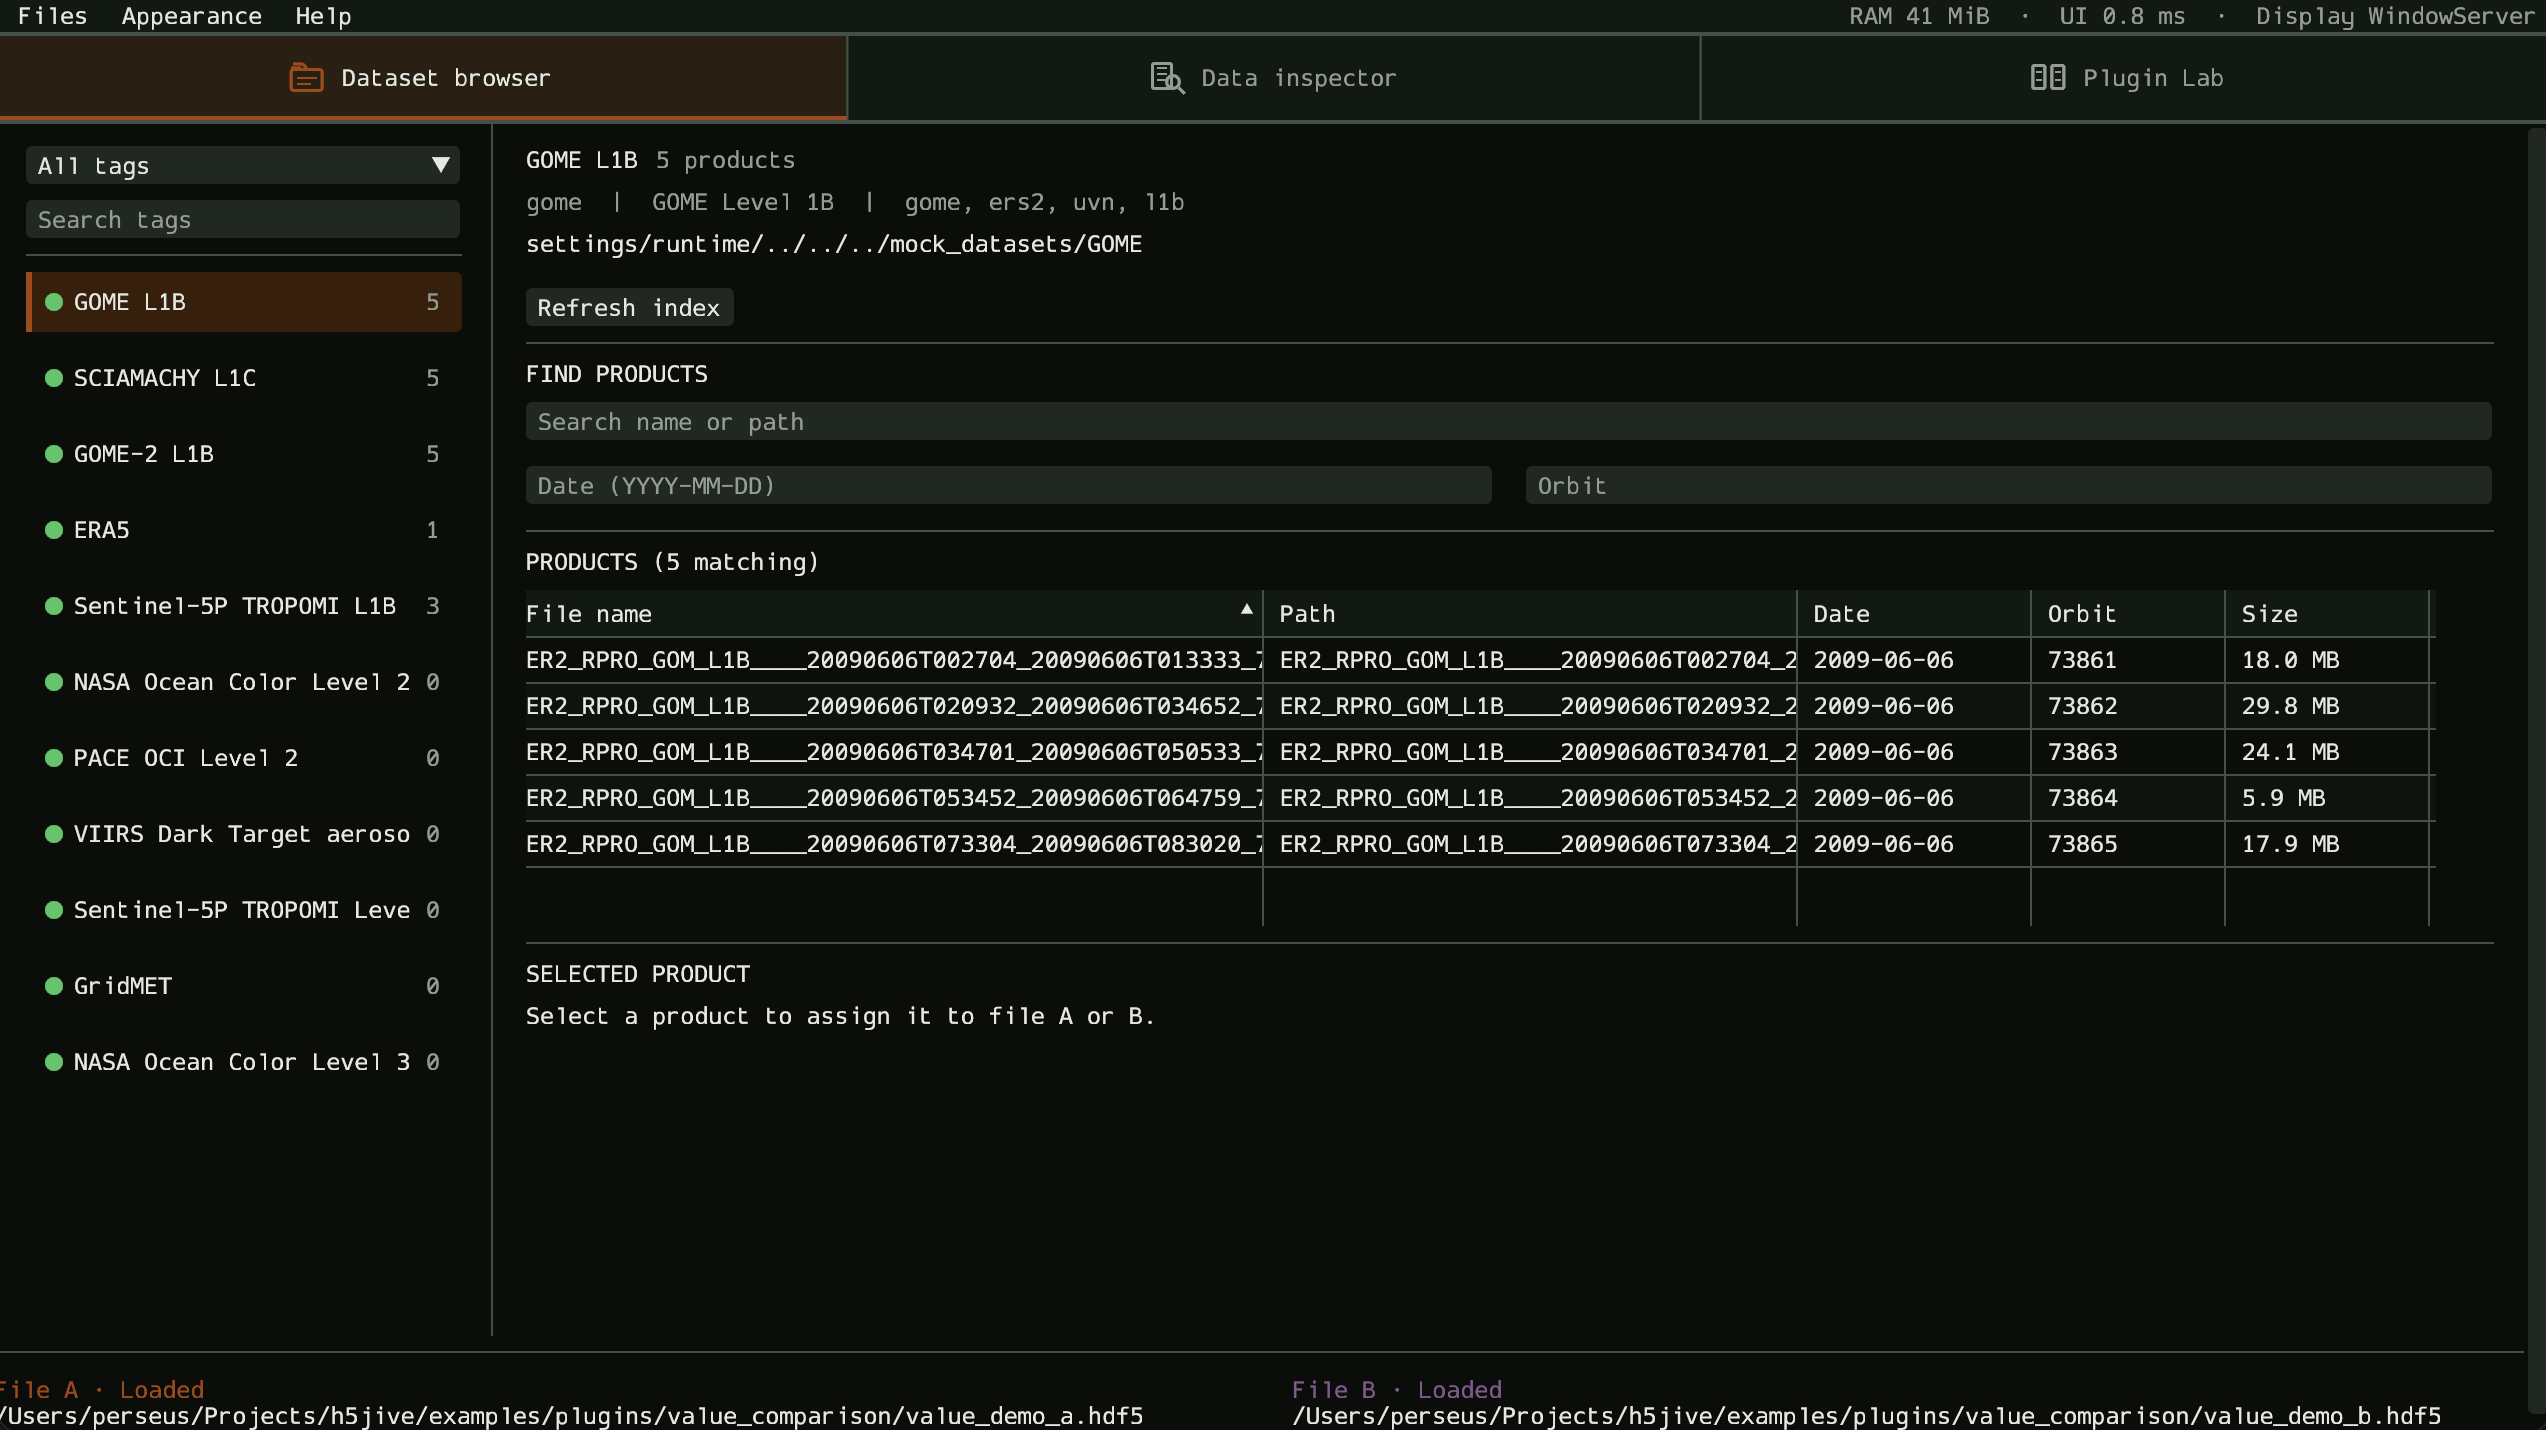 Files Appearance Help RAM 41 MiB · UI 0.8 ms · Display WindowServer
Dataset browser Data inspector Plugin Lab
All tags
Search tags
GOME L1B 5
SCIAMACHY L1C 5
GOME-2 L1B 5
ERA5 1
Sentinel-5P TROPOMI L1B 3
NASA Ocean Color Level 2 0
PACE OCI Level 2 0
VIIRS Dark Target aeroso 0
Sentinel-5P TROPOMI Leve 0
GridMET 0
NASA Ocean Color Level 3 0
GOME L1B 5 products
gome | GOME Level 1B | gome, ers2, uvn, l1b
settings/runtime/../../../mock_datasets/GOME
Refresh index
FIND PRODUCTS
Search name or path
Date (YYYY-MM-DD) Orbit
PRODUCTS (5 matching)
File name Path Date Orbit Size
ER2_RPRO_GOM_L1B____20090606T002704_20090606T013333_7 ER2_RPRO_GOM_L1B____20090606T002704_2 2009-06-06 73861 18.0 MB
ER2_RPRO_GOM_L1B____20090606T020932_20090606T034652_7 ER2_RPRO_GOM_L1B____20090606T020932_2 2009-06-06 73862 29.8 MB
ER2_RPRO_GOM_L1B____20090606T034701_20090606T050533_7 ER2_RPRO_GOM_L1B____20090606T034701_2 2009-06-06 73863 24.1 MB
ER2_RPRO_GOM_L1B____20090606T053452_20090606T064759_7 ER2_RPRO_GOM_L1B____20090606T053452_2 2009-06-06 73864 5.9 MB
ER2_RPRO_GOM_L1B____20090606T073304_20090606T083020_7 ER2_RPRO_GOM_L1B____20090606T073304_2 2009-06-06 73865 17.9 MB
SELECTED PRODUCT
Select a product to assign it to file A or B.
File A · Loaded
/Users/perseus/Projects/h5jive/examples/plugins/value_comparison/value_demo_a.hdf5
File B · Loaded
/Users/perseus/Projects/h5jive/examples/plugins/value_comparison/value_demo_b.hdf5